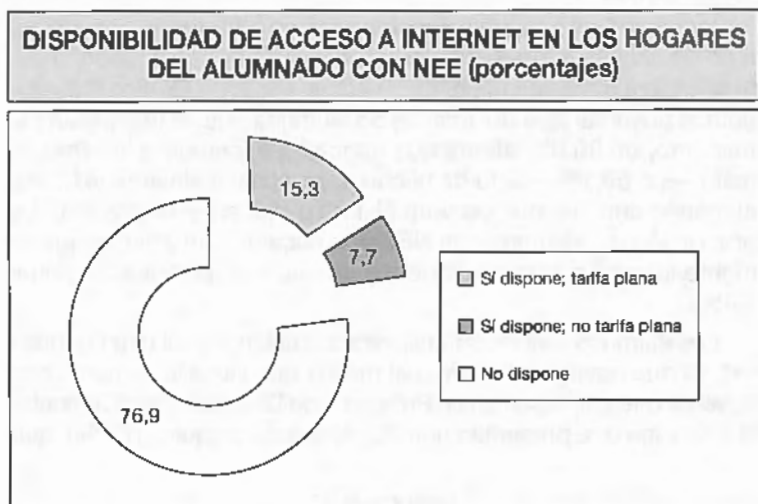 DISPONIBILIDAD DE ACCESO A INTERNET EN LOS HOGARES
DEL ALUMNADO CON NEE (porcentajes)
15,3
7,7
76,9
Sí dispone; tarifa plana
Sí dispone; no tarifa plana
No dispone